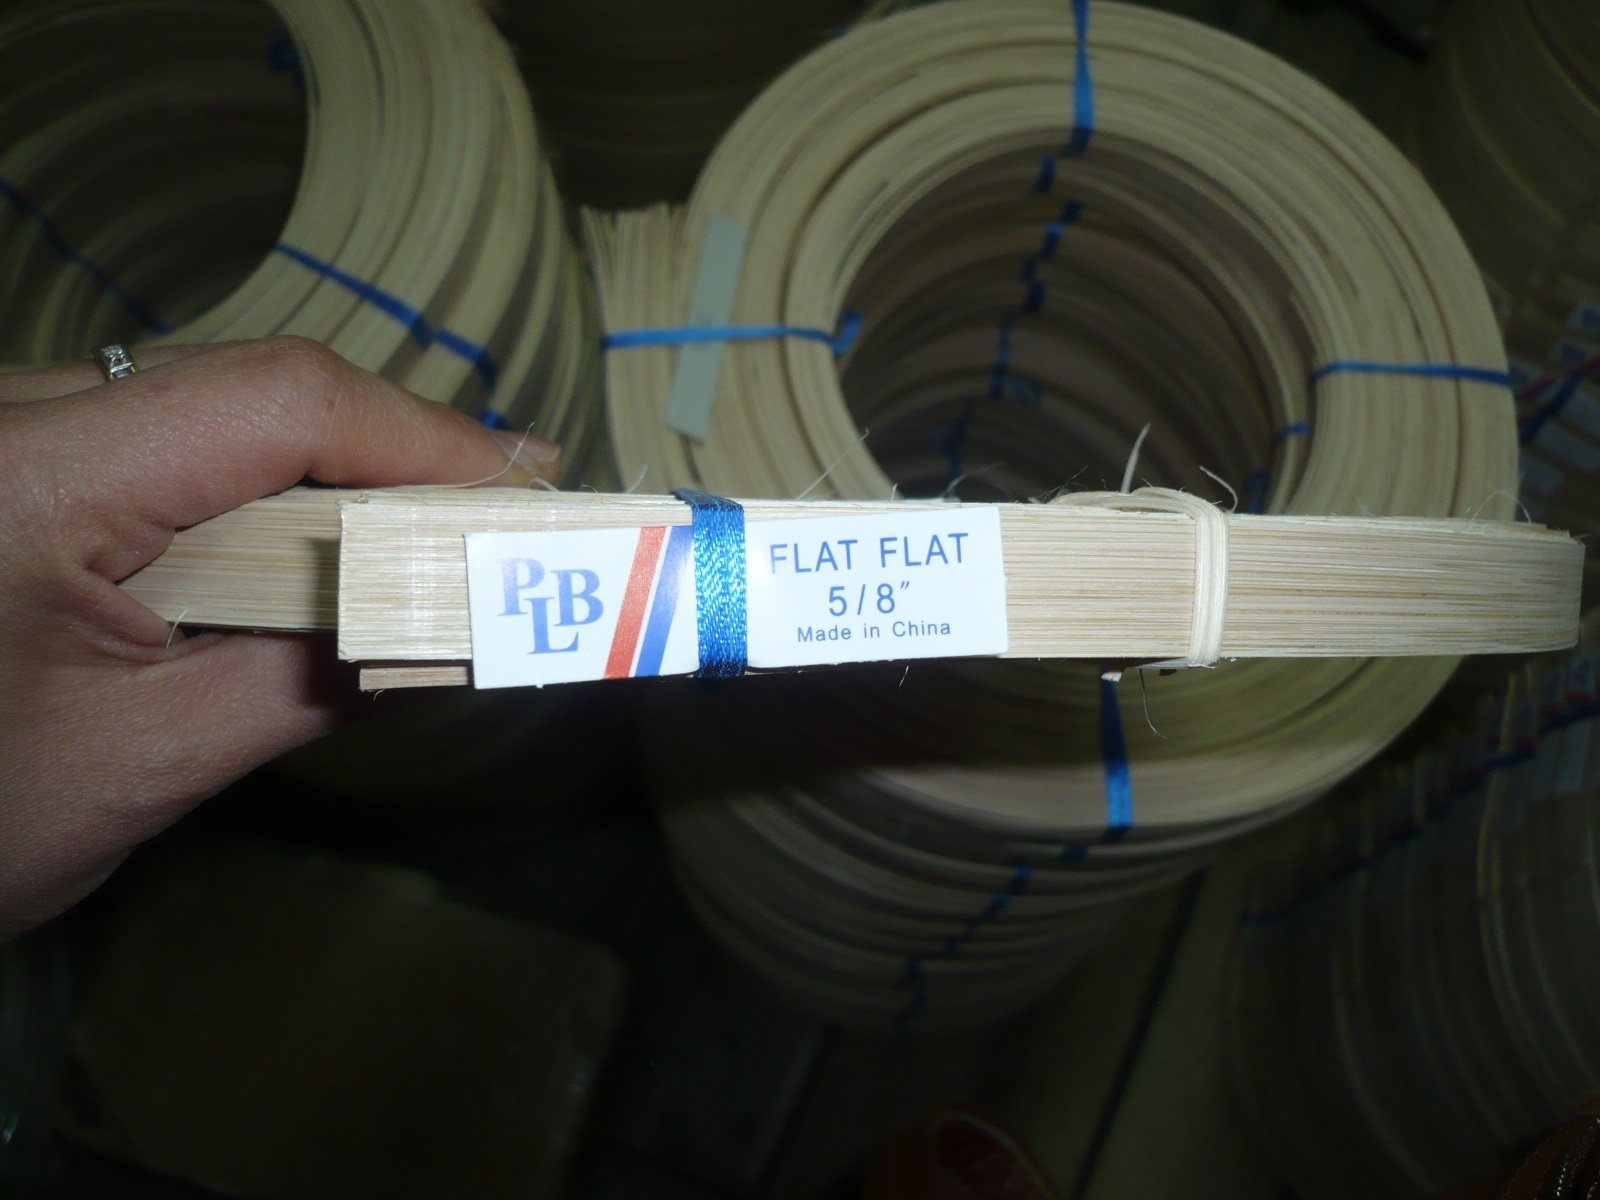 PLB
FLAT FLAT
5/8"
Made in China